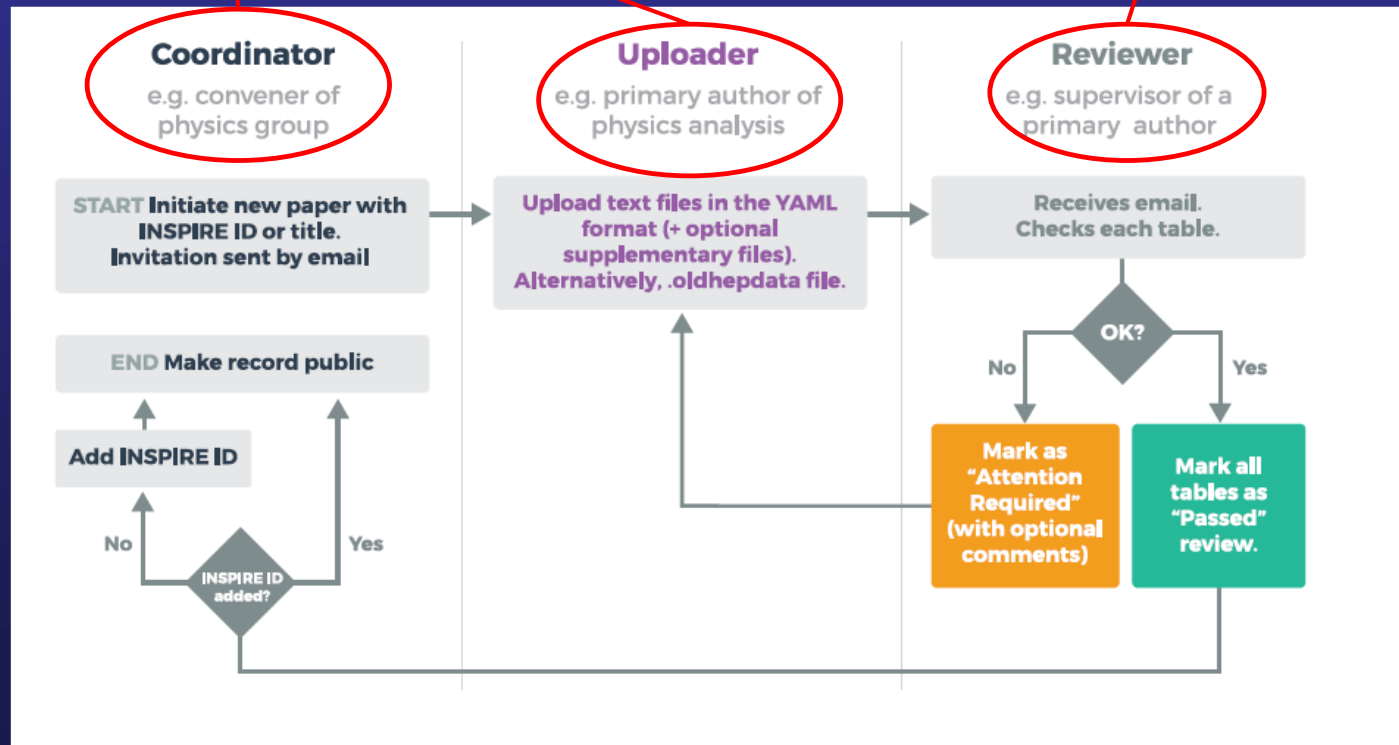 Coordinator
e.g. convener of
physics group
START Initiate new paper with
INSPIRE ID or title.
Invitation sent by email
END Make record public
Add INSPIRE ID
No
Yes
INSPIRE ID
added?
Uploader
e.g. primary author of
physics analysis
Upload text files in the YAML
format (+ optional
supplementary files).
Alternatively, .oldhepdata file.
Reviewer
e.g. supervisor of a
primary author
Receives email.
Checks each table.
OK?
No
Yes
Mark as
“Attention
Required”
(with optional
comments)
Mark all
tables as
“Passed”
review.